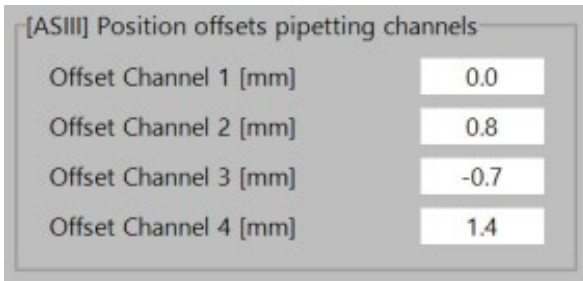 [ASIII] Position offsets pipetting channels
Offset Channel 1 [mm] 0.0
Offset Channel 2 [mm] 0.8
Offset Channel 3 [mm] -0.7
Offset Channel 4 [mm] 1.4